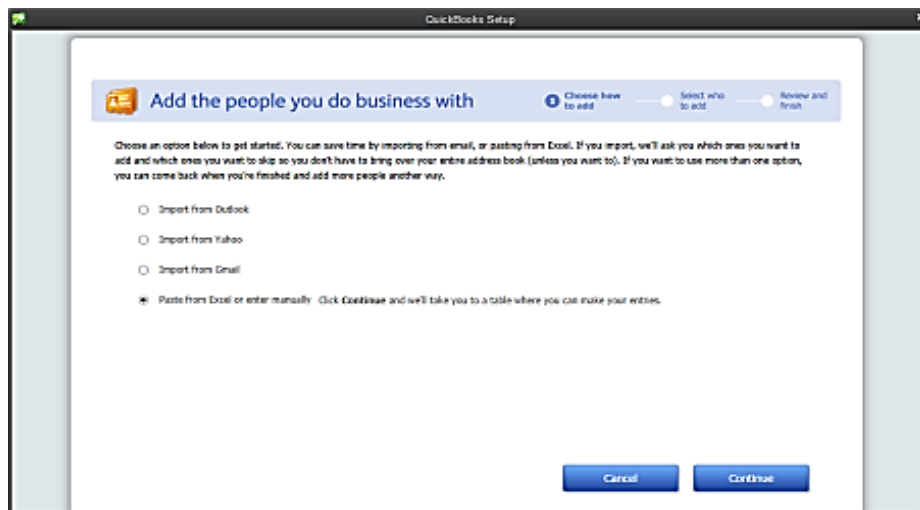 QuickBooks Setup
Add the people you do business with
Choose how
to add
Select who
to add
Review and
finish
Choose an option below to get started. You can save time by importing from email, or pasting from Excel. If you import, we'll ask you which ones you want to
add and which ones you want to skip so you don't have to bring over your entire address book (unless you want to). If you want to use more than one option,
you can come back when you're finished and add more people another way.
Import from Outlook
Import from Yahoo
Import from Gmail
Paste from Excel or enter manually Click Continue and we'll take you to a table where you can make your entries.
Cancel
Continue